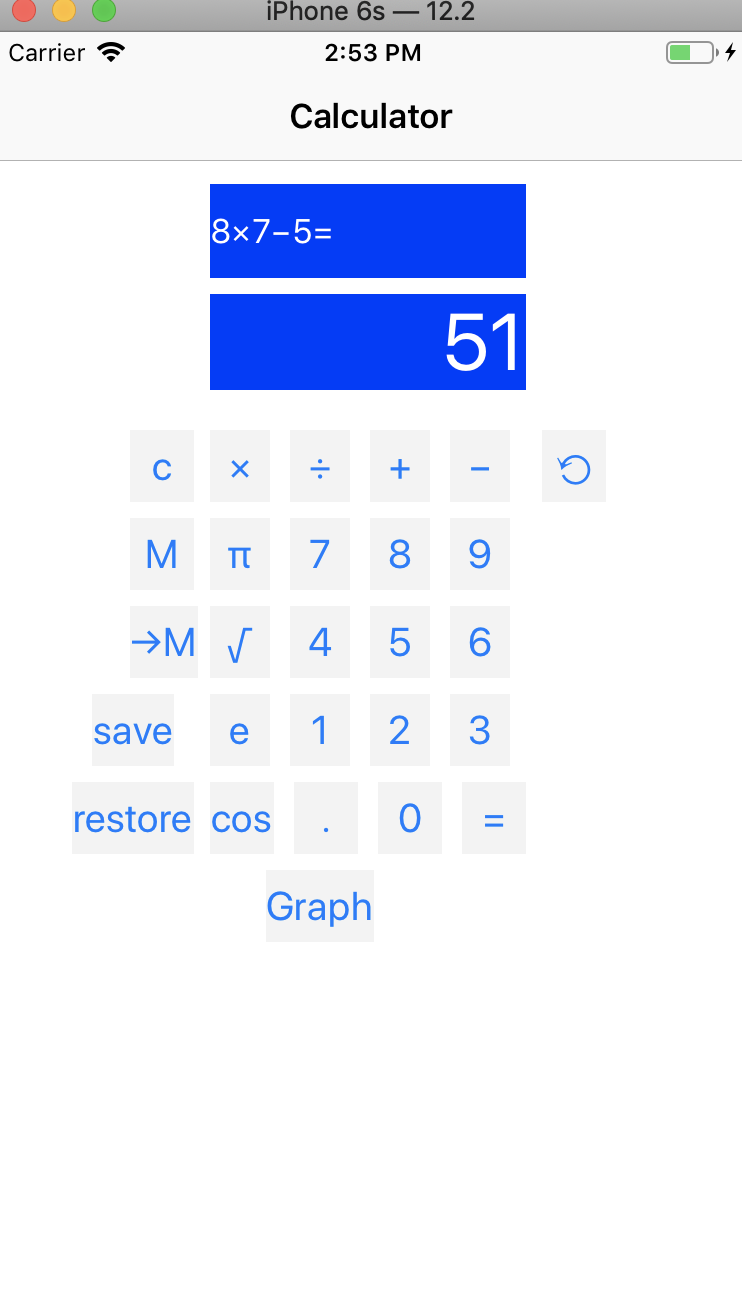 iPhone 6s — 12.2
Carrier 2:53 PM
Calculator
8×7−5=
51
c × ÷ + −
M π 7 8 9
→M √ 4 5 6
save e 1 2 3
restore cos . 0 =
Graph